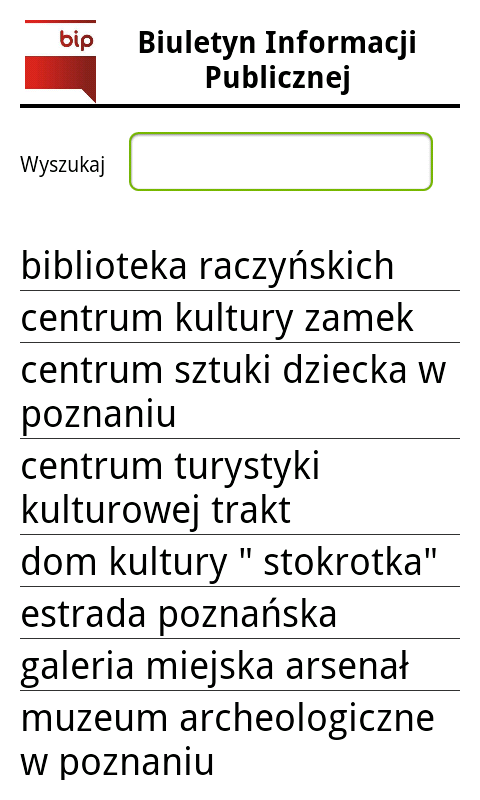 bip
Biuletyn Informacji
Publicznej
Wyszukaj
biblioteka raczyńskich
centrum kultury zamek
centrum sztuki dziecka w
poznaniu
centrum turystyki
kulturowej trakt
dom kultury " stokrotka"
estrada poznańska
galeria miejska arsenał
muzeum archeologiczne
w poznaniu